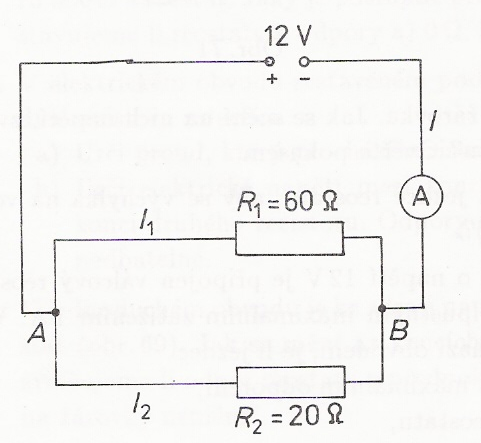 12 V
+ −
I
A
R₁ = 60 Ω
I₁
A
B
I₂
R₂ = 20 Ω